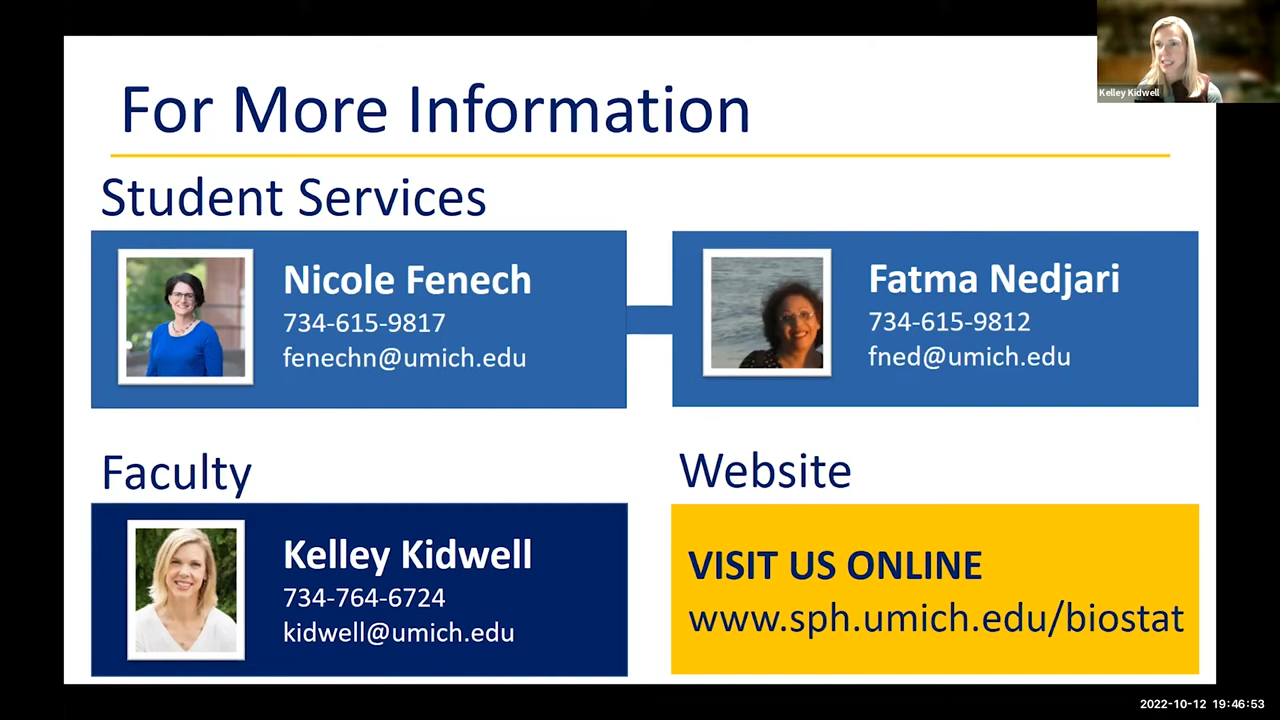 Kelley Kidwell
For More Information
Student Services
Nicole Fenech
734-615-9817
fenechn@umich.edu
Fatma Nedjari
734-615-9812
fned@umich.edu
Faculty
Kelley Kidwell
734-764-6724
kidwell@umich.edu
Website
VISIT US ONLINE
www.sph.umich.edu/biostat
2022-10-12 19:46:53